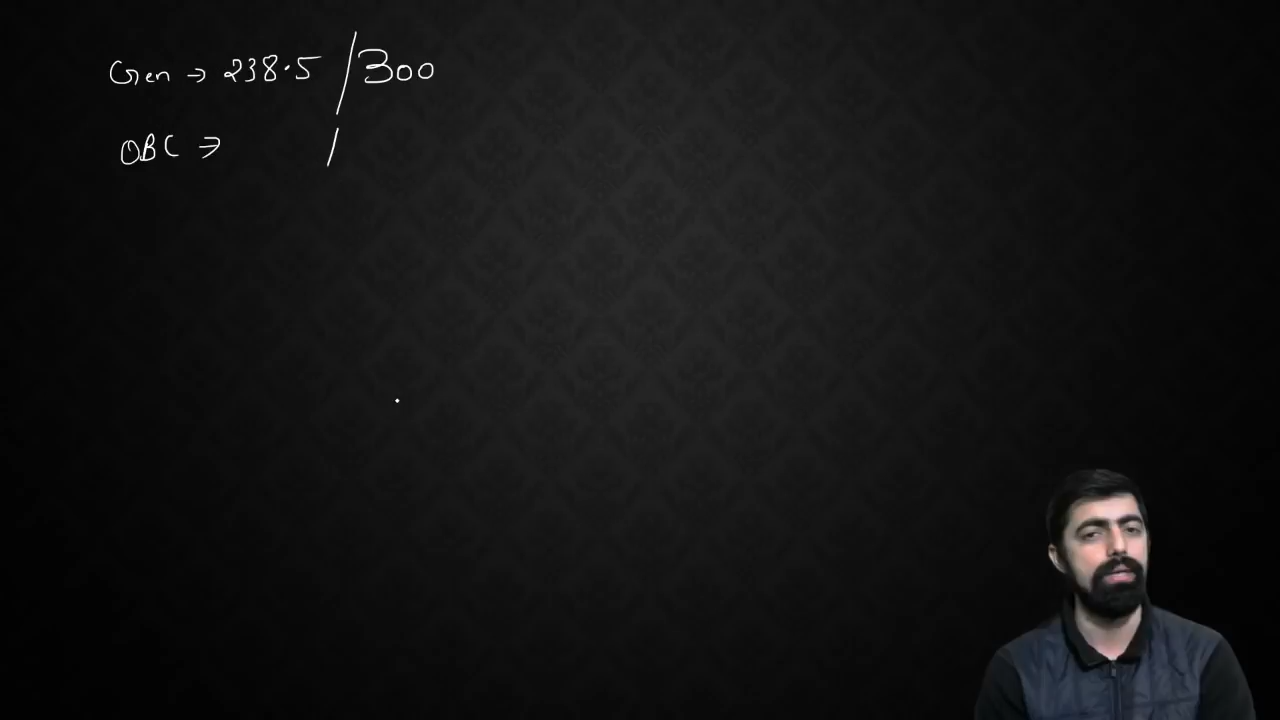 Gen → 238.5 / 300
OBC → /